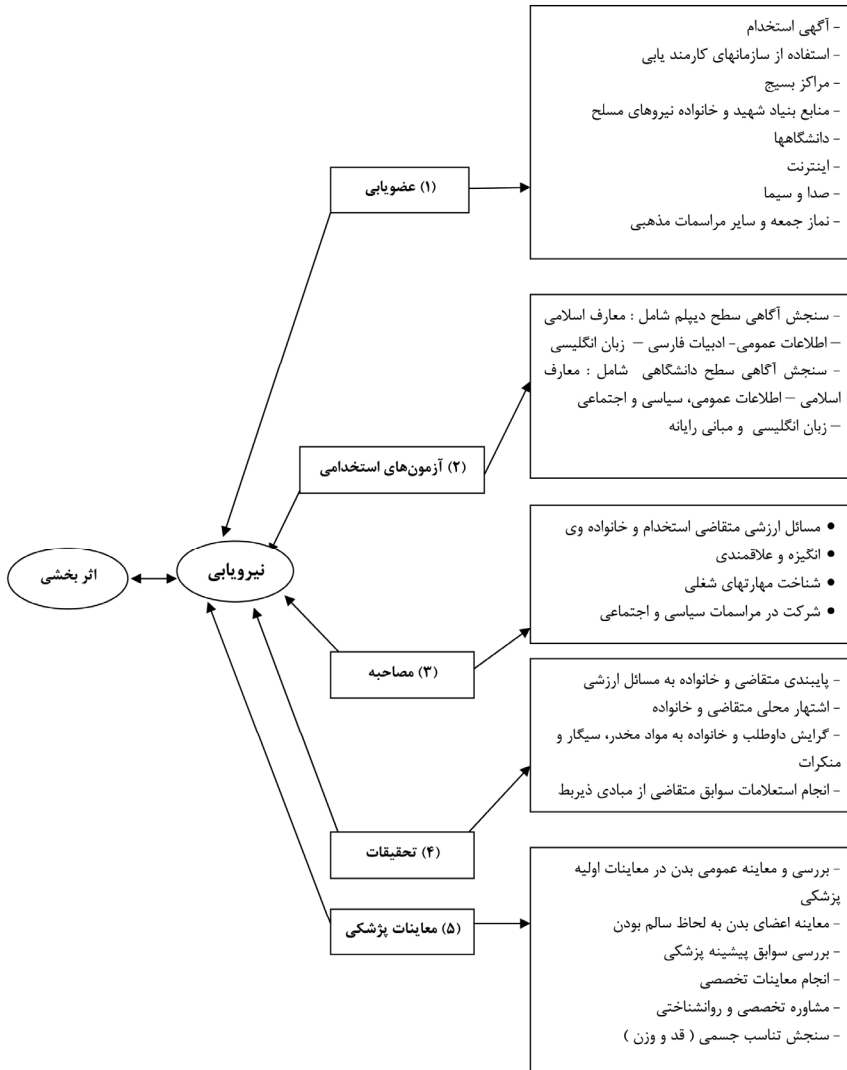 - آگهی استخدام
- استفاده از سازمانهای کارمند یابی
- مراکز بسیج
- منابع بنیاد شهید و خانواده نیروهای مسلح
- دانشگاهها
- اینترنت
- صدا و سیما
- نماز جمعه و سایر مراسمات مذهبی
(۱) عضویابی
- سنجش آگاهی سطح دیپلم شامل : معارف اسلامی
– اطلاعات عمومی- ادبیات فارسی – زبان انگلیسی
- سنجش آگاهی سطح دانشگاهی شامل : معارف
اسلامی – اطلاعات عمومی، سیاسی و اجتماعی
– زبان انگلیسی و مبانی رایانه
(۲) آزمون‌های استخدامی
● مسائل ارزشی متقاضی استخدام و خانواده وی
● انگیزه و علاقمندی
● شناخت مهارتهای شغلی
● شرکت در مراسمات سیاسی و اجتماعی
نیرویابی
اثر بخشی
(۳) مصاحبه
- پایبندی متقاضی و خانواده به مسائل ارزشی
- اشتهار محلی متقاضی و خانواده
- گرایش داوطلب و خانواده به مواد مخدر، سیگار و
منکرات
- انجام استعلامات سوابق متقاضی از مبادی ذیربط
(۴) تحقیقات
- بررسی و معاینه عمومی بدن در معاینات اولیه
پزشکی
- معاینه اعضای بدن به لحاظ سالم بودن
- بررسی سوابق پیشینه پزشکی
- انجام معاینات تخصصی
- مشاوره تخصصی و روانشناختی
- سنجش تناسب جسمی ( قد و وزن )
(۵) معاینات پزشکی